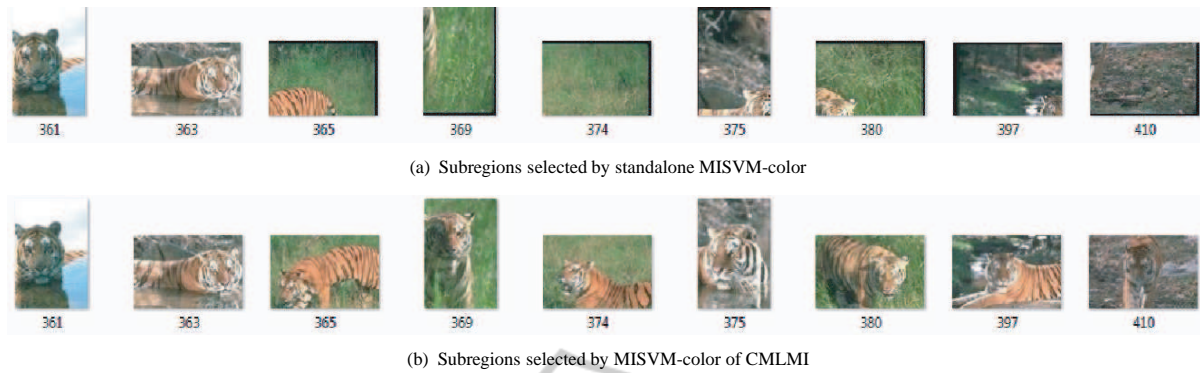 361 363 365 369 374 375 380 397 410
(a) Subregions selected by standalone MISVM-color
361 363 365 369 374 375 380 397 410
(b) Subregions selected by MISVM-color of CMLMI